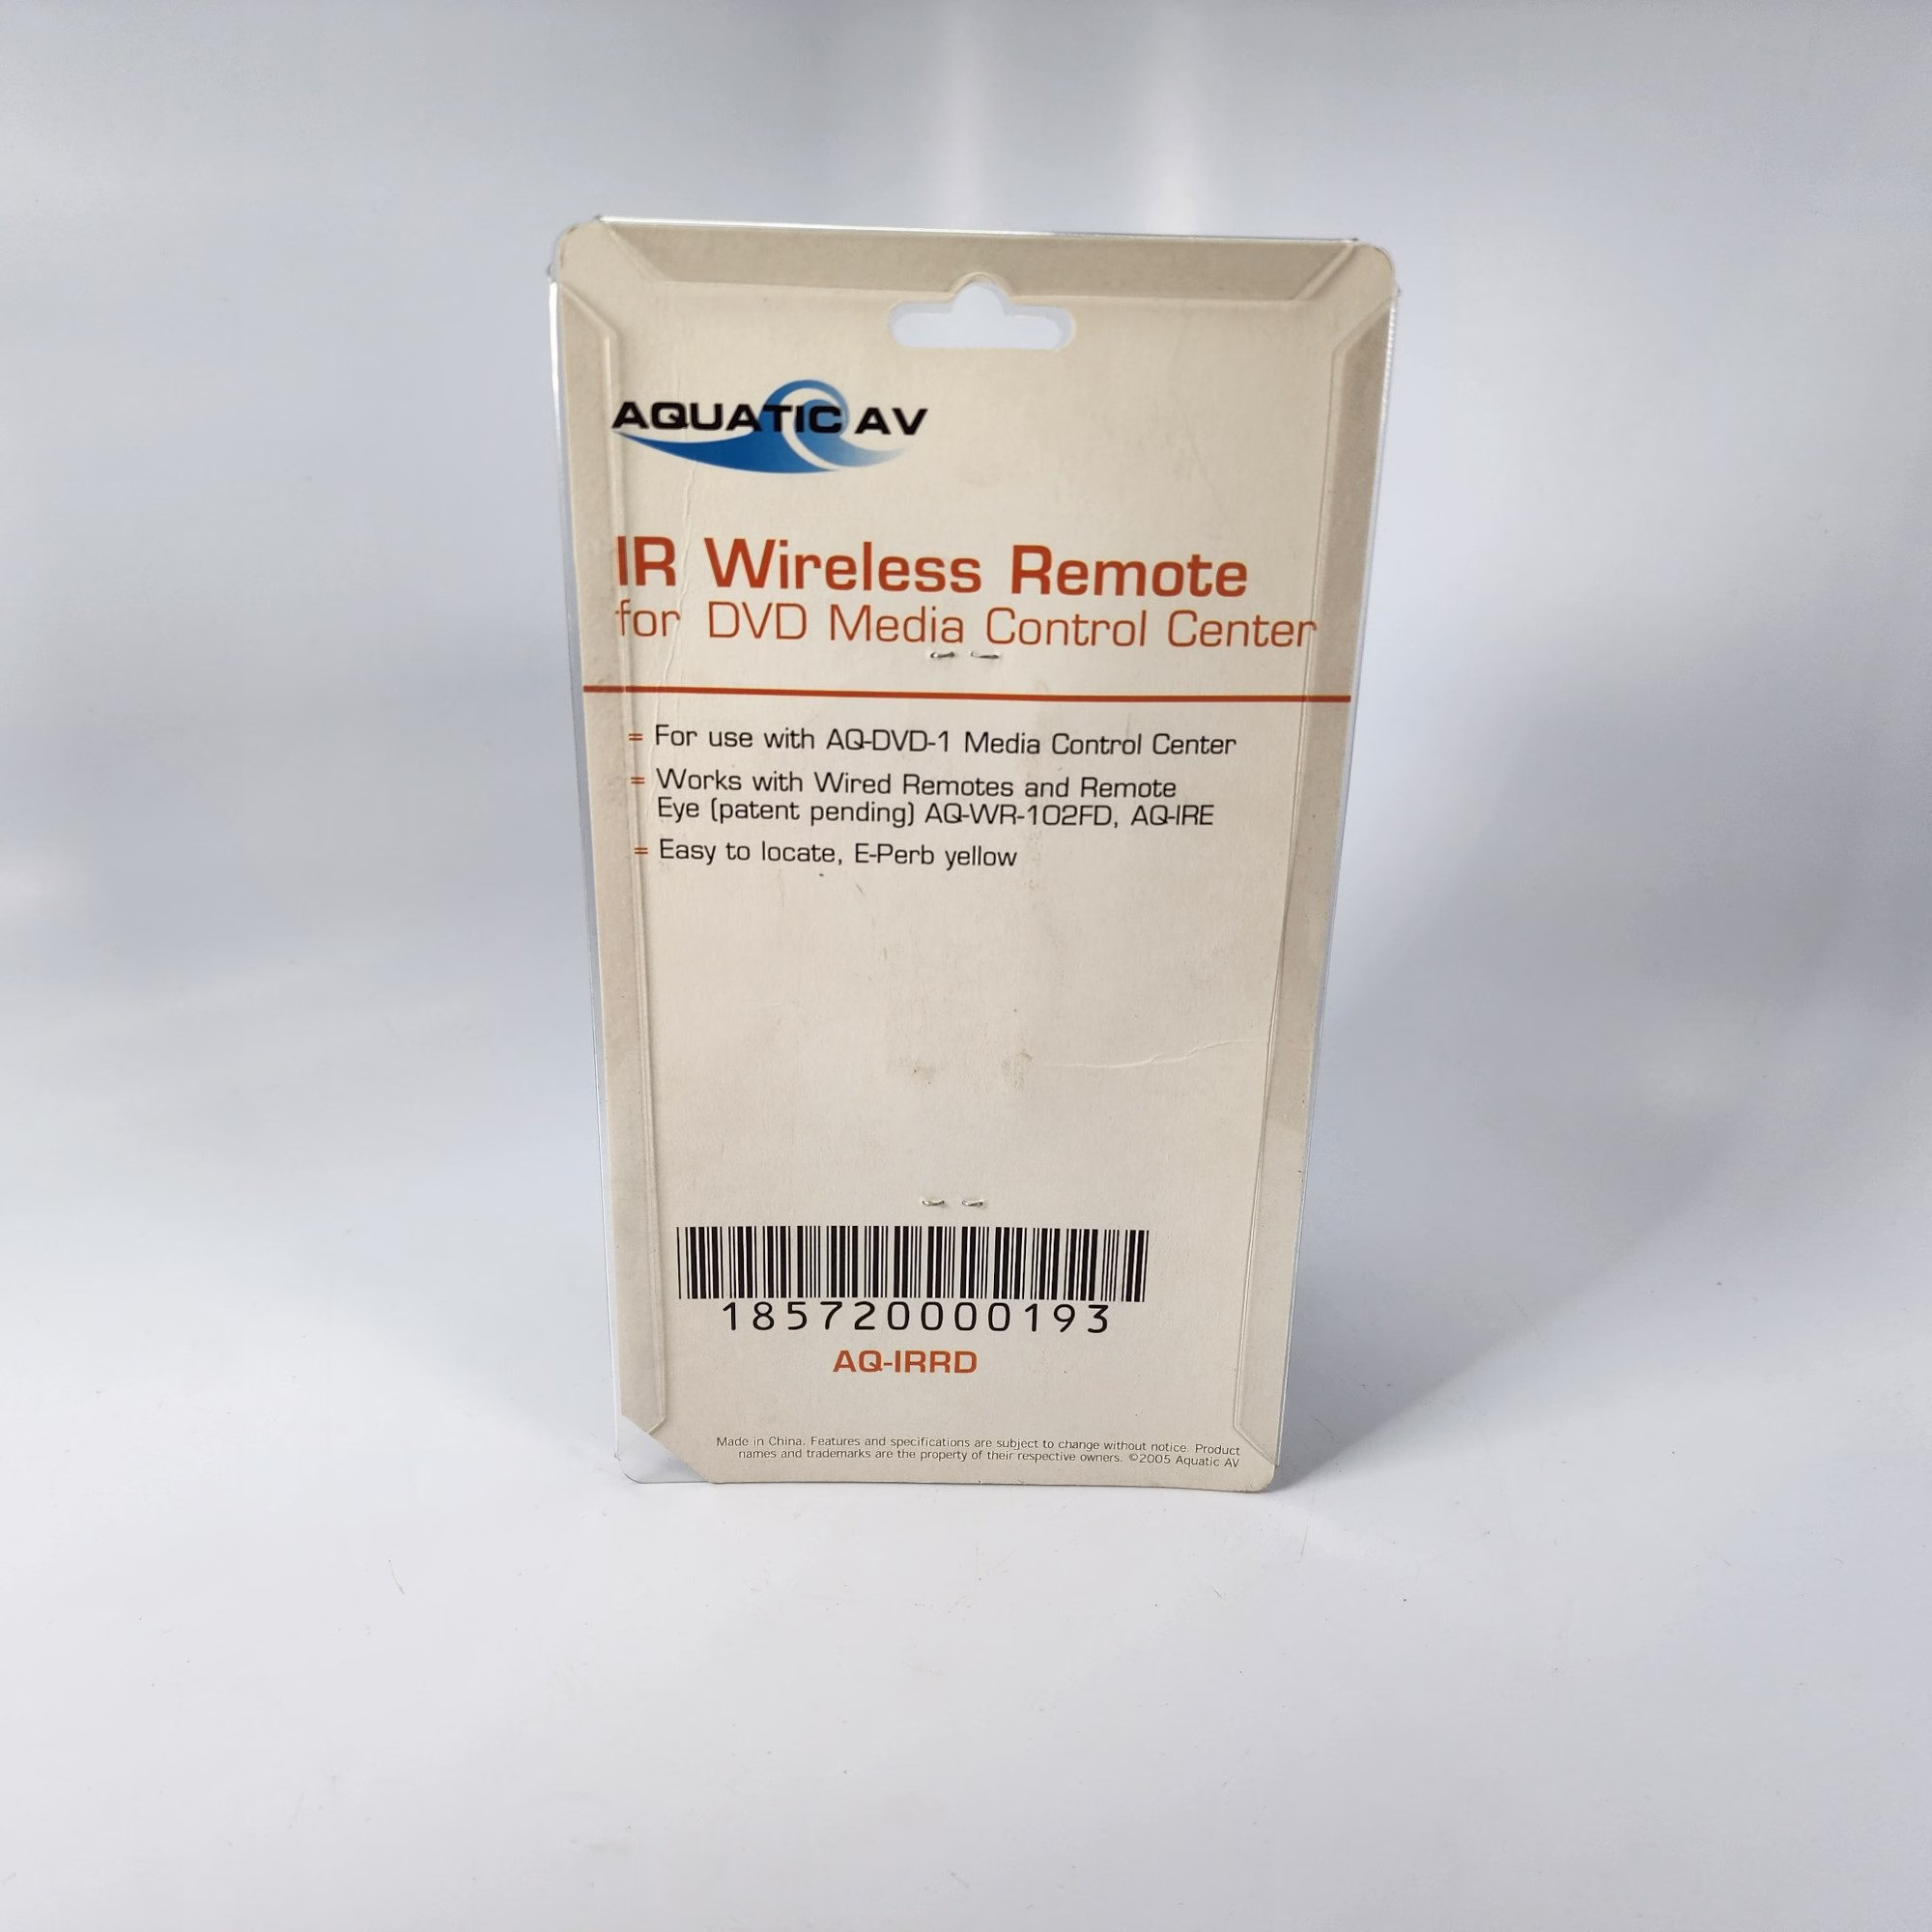 AQUATIC AV
IR Wireless Remote
for DVD Media Control Center
= For use with AQ-DVD-1 Media Control Center
= Works with Wired Remotes and Remote
Eye (patent pending) AQ-WR-102FD, AQ-IRE
= Easy to locate, E-Perb yellow
185720000193
AQ-IRRD
Made in China. Features and specifications are subject to change without notice. Product
names and trademarks are the property of their respective owners. ©2005 Aquatic AV